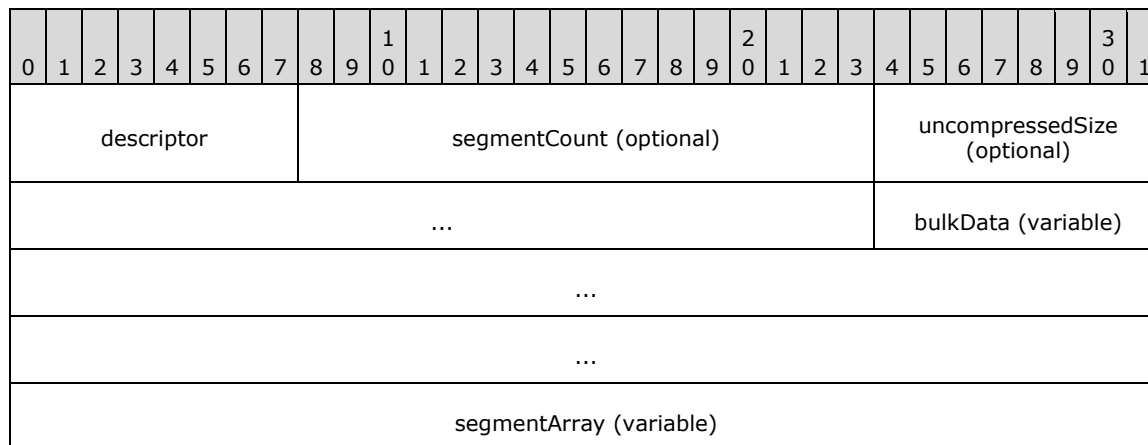 1 2 3
0 1 2 3 4 5 6 7 8 9 0 1 2 3 4 5 6 7 8 9 0 1 2 3 4 5 6 7 8 9 0 1
descriptor segmentCount (optional) uncompressedSize
(optional)
... bulkData (variable)
...
...
segmentArray (variable)